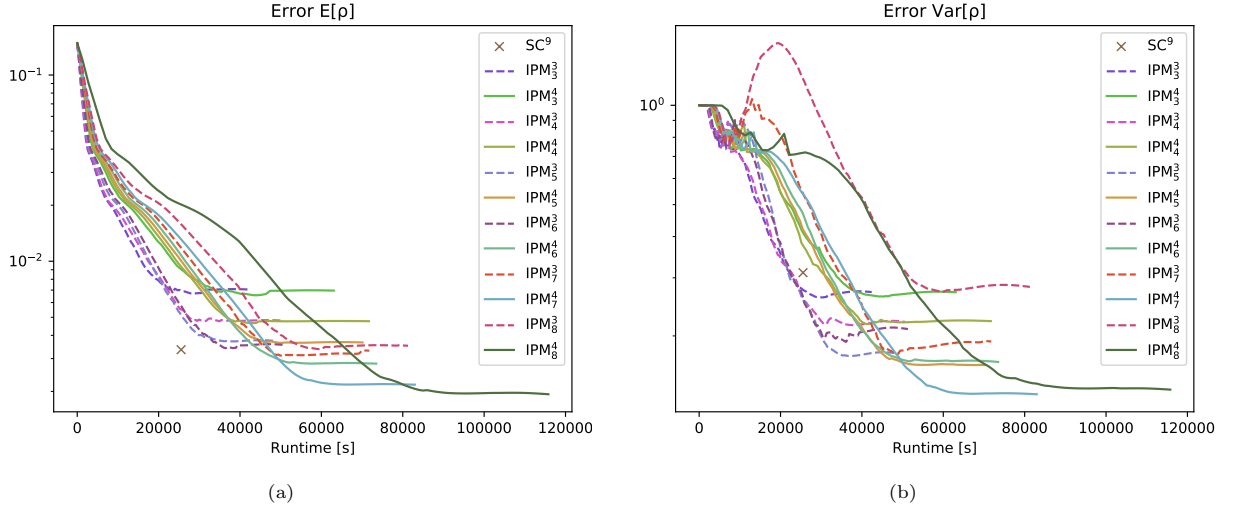 Error E[ρ]
10⁻¹
10⁻²
0 20000 40000 60000 80000 100000 120000
Runtime [s]
SC⁹
IPM³₃
IPM⁴₃
IPM³₄
IPM⁴₄
IPM³₅
IPM⁴₅
IPM³₆
IPM⁴₆
IPM³₇
IPM⁴₇
IPM³₈
IPM⁴₈
(a)
Error Var[ρ]
10⁰
0 20000 40000 60000 80000 100000 120000
Runtime [s]
SC⁹
IPM³₃
IPM⁴₃
IPM³₄
IPM⁴₄
IPM³₅
IPM⁴₅
IPM³₆
IPM⁴₆
IPM³₇
IPM⁴₇
IPM³₈
IPM⁴₈
(b)